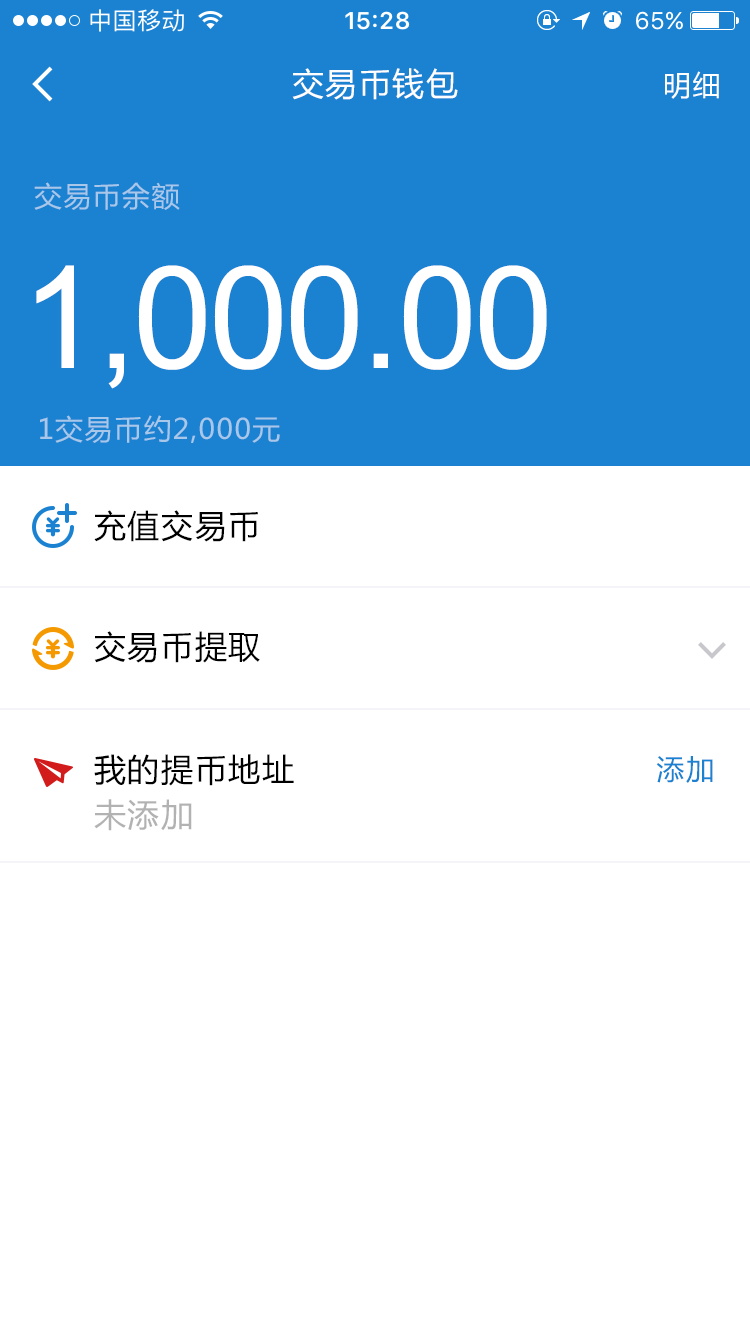 中国移动 15:28 65%
交易币钱包 明细
交易币余额
1,000.00
1交易币约2,000元
充值交易币
交易币提取
我的提币地址 添加
未添加